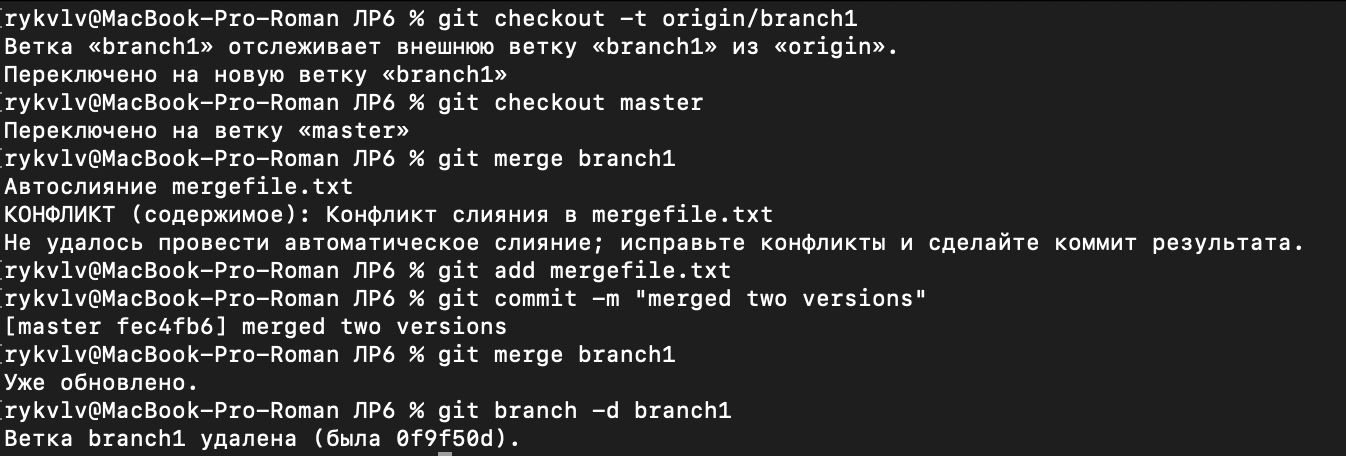 [rykvlv@MacBook-Pro-Roman ЛР6 % git checkout -t origin/branch1
Ветка «branch1» отслеживает внешнюю ветку «branch1» из «origin».
Переключено на новую ветку «branch1»
[rykvlv@MacBook-Pro-Roman ЛР6 % git checkout master
Переключено на ветку «master»
[rykvlv@MacBook-Pro-Roman ЛР6 % git merge branch1
Автослияние mergefile.txt
КОНФЛИКТ (содержимое): Конфликт слияния в mergefile.txt
Не удалось провести автоматическое слияние; исправьте конфликты и сделайте коммит результата.
[rykvlv@MacBook-Pro-Roman ЛР6 % git add mergefile.txt
[rykvlv@MacBook-Pro-Roman ЛР6 % git commit -m "merged two versions"
[master fec4fb6] merged two versions
[rykvlv@MacBook-Pro-Roman ЛР6 % git merge branch1
Уже обновлено.
[rykvlv@MacBook-Pro-Roman ЛР6 % git branch -d branch1
Ветка branch1 удалена (была 0f9f50d).